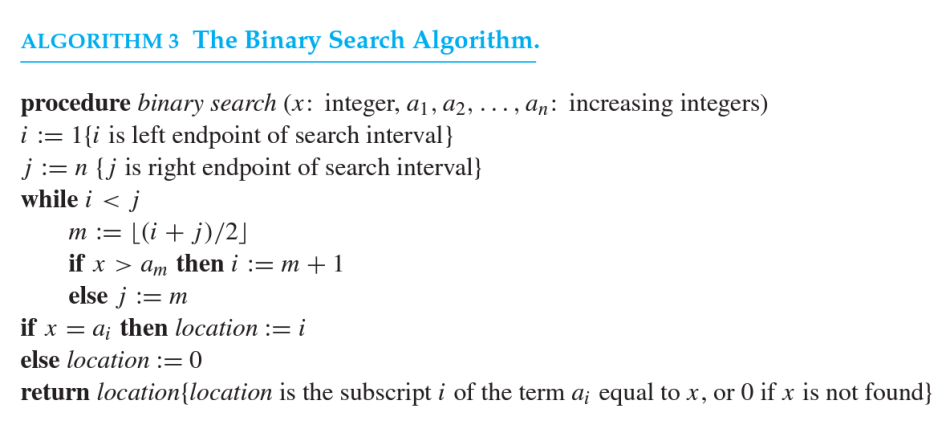 ALGORITHM 3 The Binary Search Algorithm.
procedure binary search (x: integer, a₁, a₂, . . . , aₙ: increasing integers)
i := 1{i is left endpoint of search interval}
j := n {j is right endpoint of search interval}
while i < j
m := ⌊(i + j)/2⌋
if x > aₘ then i := m + 1
else j := m
if x = aᵢ then location := i
else location := 0
return location{location is the subscript i of the term aᵢ equal to x, or 0 if x is not found}